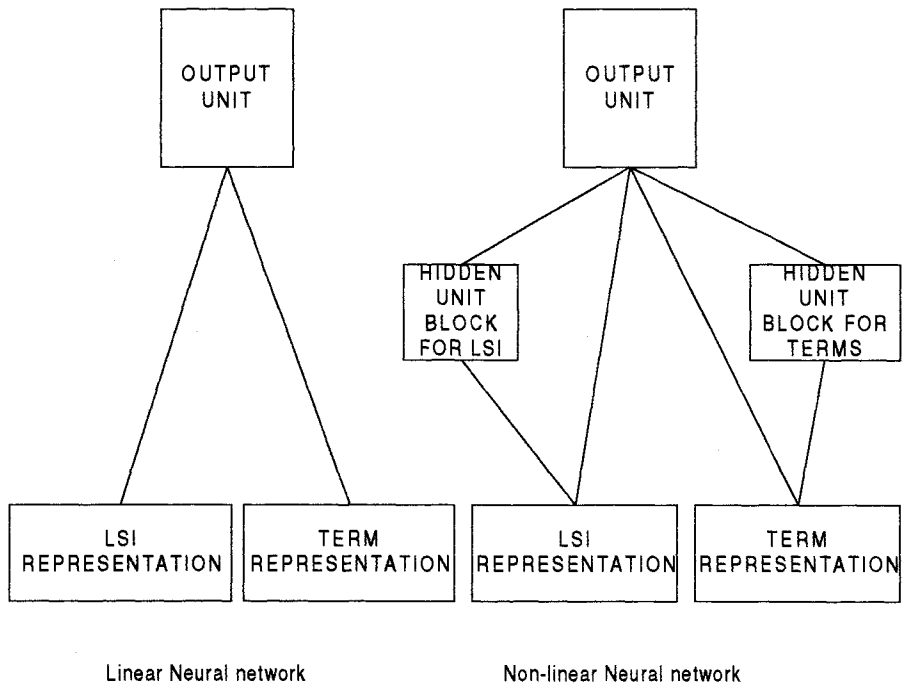 OUTPUT
UNIT
LSI
REPRESENTATION
TERM
REPRESENTATION
Linear Neural network
OUTPUT
UNIT
HIDDEN
UNIT
BLOCK
FOR LSI
HIDDEN
UNIT
BLOCK FOR
TERMS
LSI
REPRESENTATION
TERM
REPRESENTATION
Non-linear Neural network